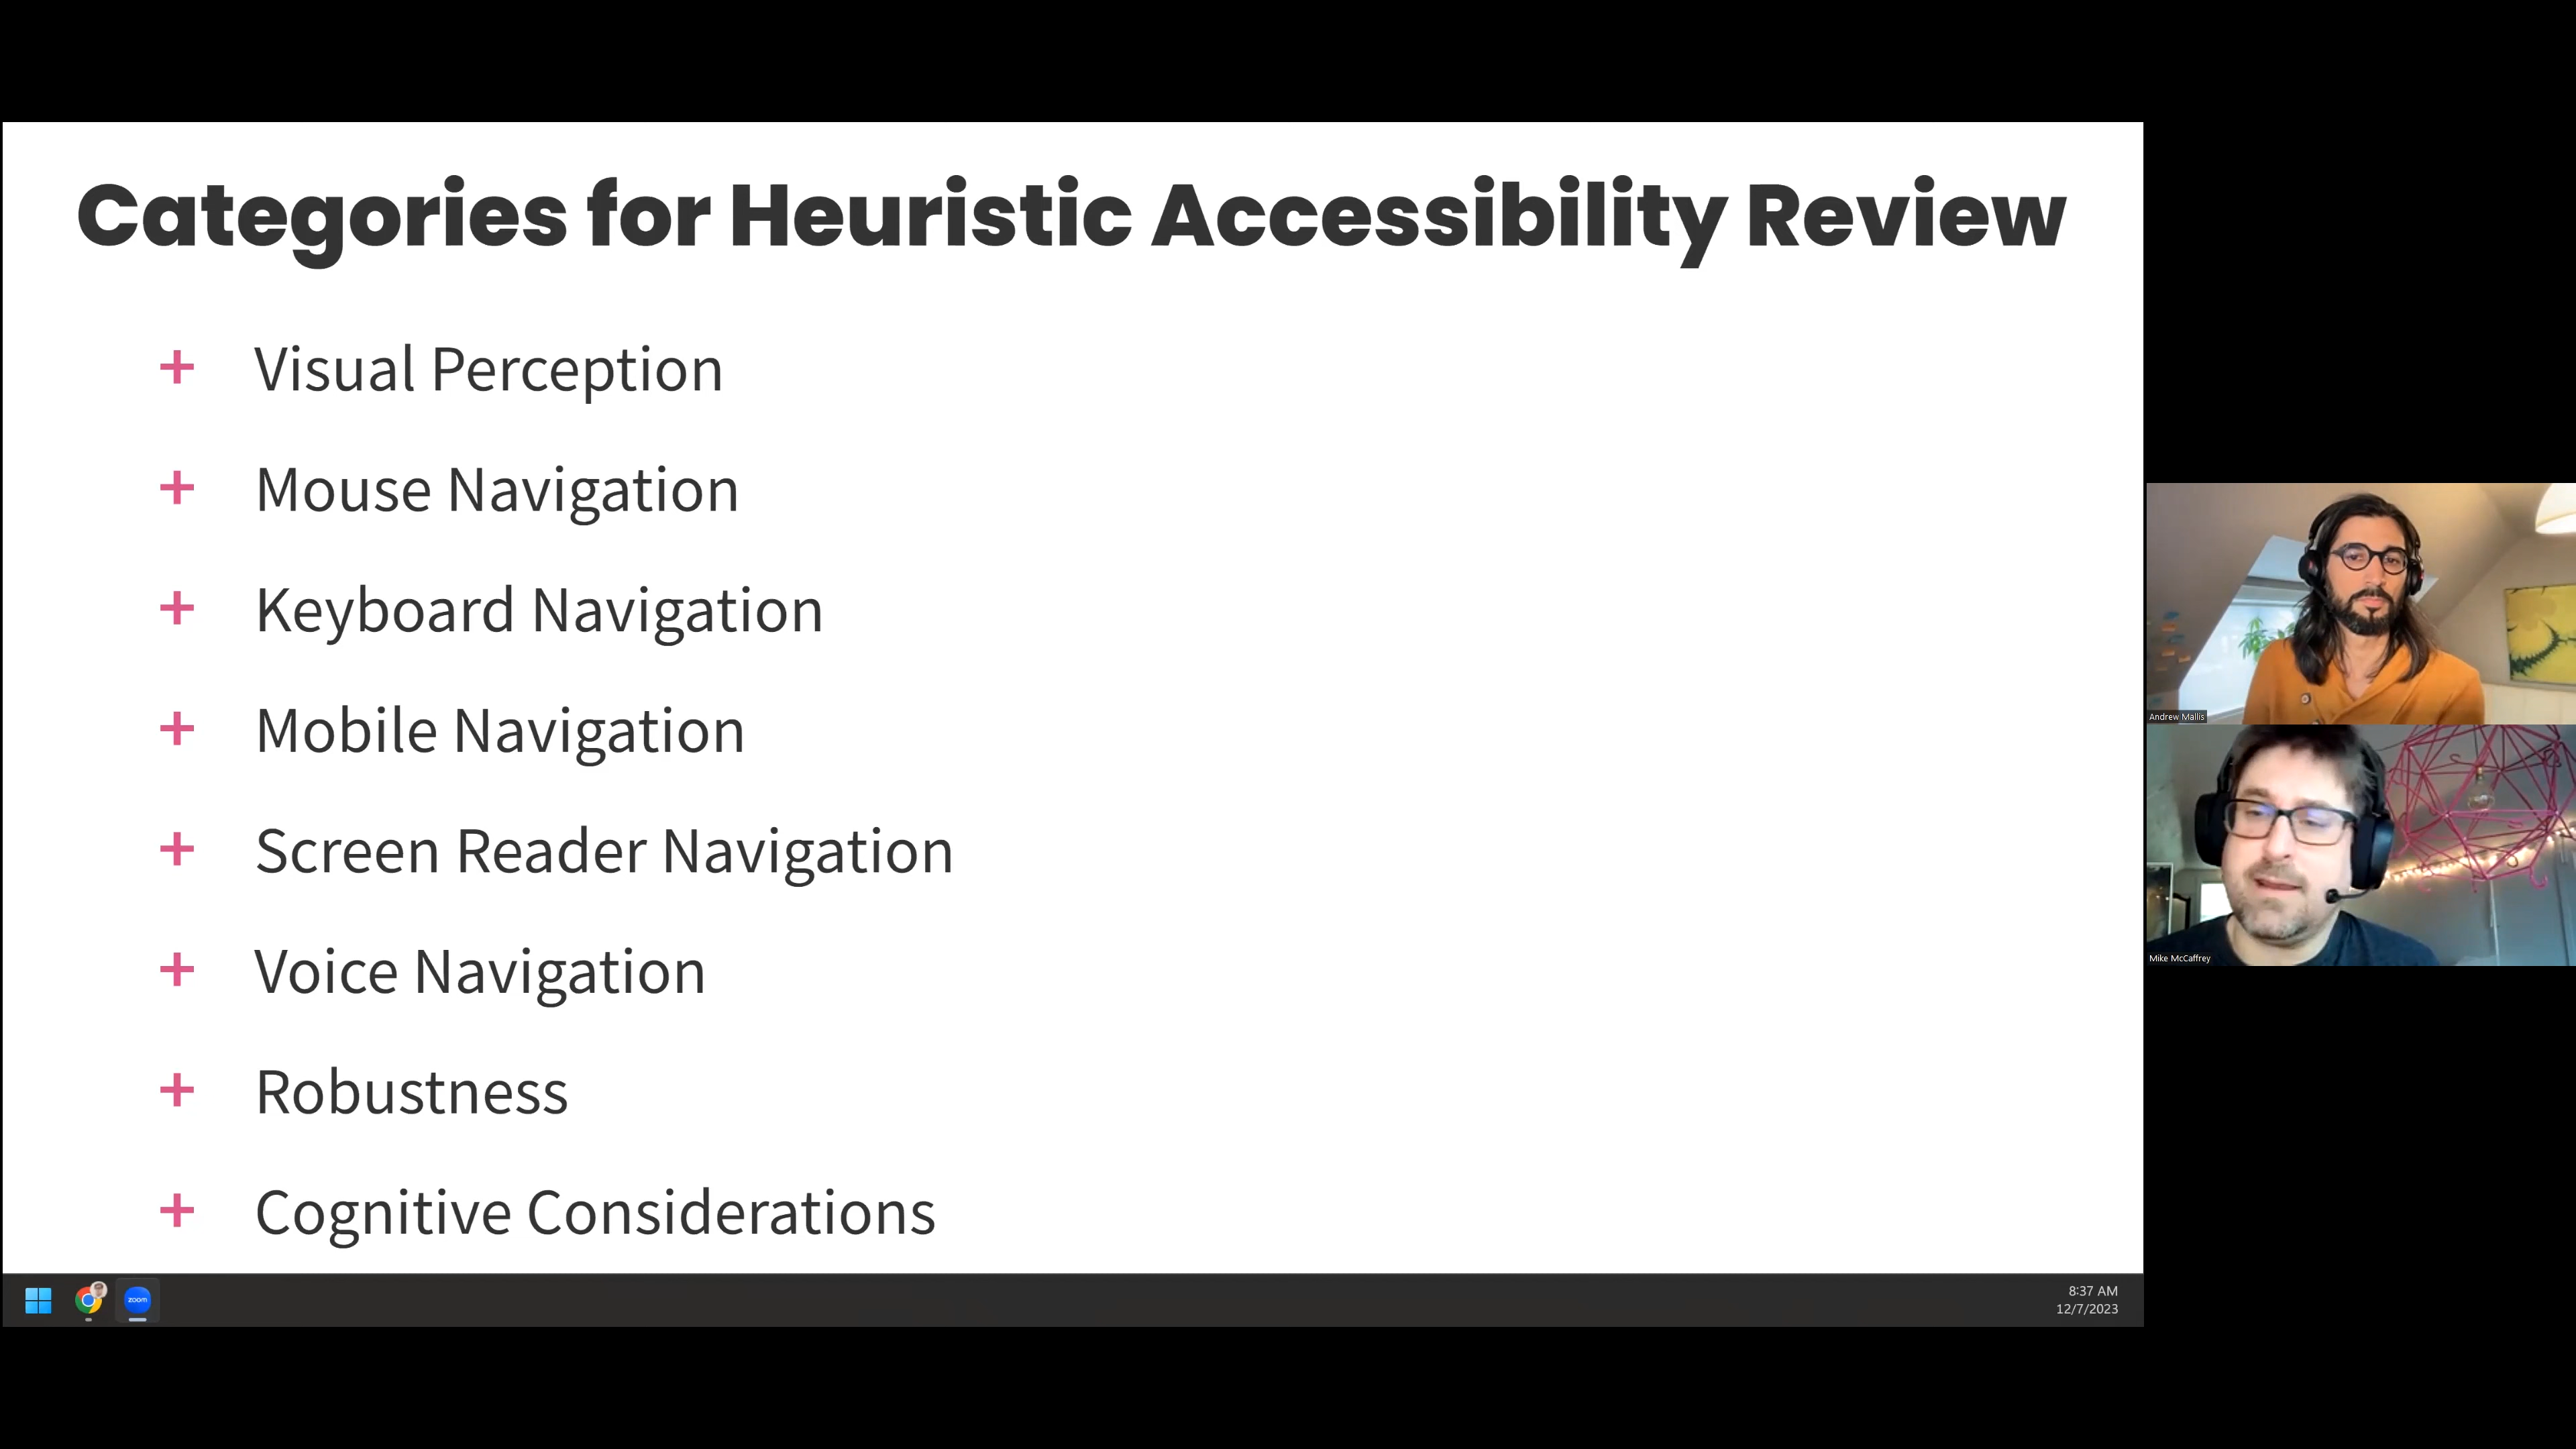 Categories for Heuristic Accessibility Review
+ Visual Perception
+ Mouse Navigation
+ Keyboard Navigation
+ Mobile Navigation
+ Screen Reader Navigation
+ Voice Navigation
+ Robustness
+ Cognitive Considerations
Andrew Mallis
Mike McCaffrey
zoom
8:37 AM
12/7/2023